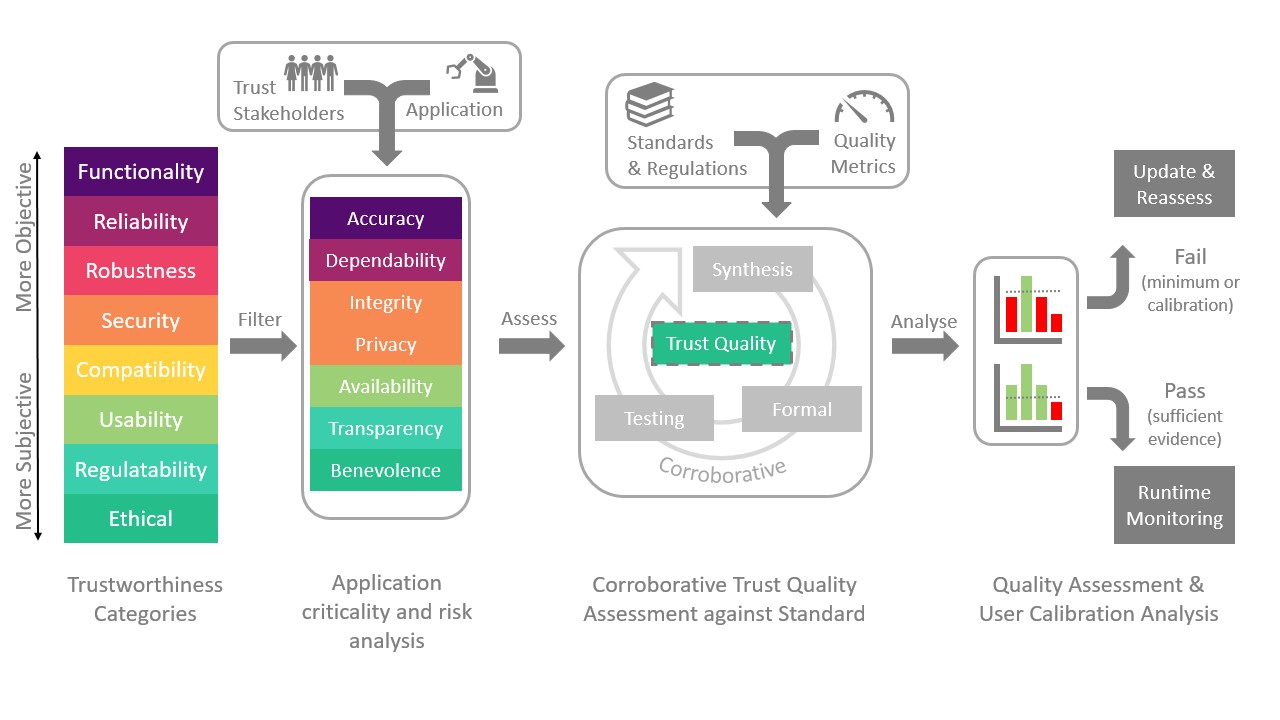 Trust
Stakeholders
Application
Standards
& Regulations
Quality
Metrics
More Objective
More Subjective
Functionality
Reliability
Robustness
Security
Compatibility
Usability
Regulatability
Ethical
Filter
Accuracy
Dependability
Integrity
Privacy
Availability
Transparency
Benevolence
Assess
Synthesis
Trust Quality
Testing
Formal
Corroborative
Analyse
Update &
Reassess
Fail
(minimum or
calibration)
Pass
(sufficient
evidence)
Runtime
Monitoring
Trustworthiness
Categories
Application
criticality and risk
analysis
Corroborative Trust Quality
Assessment against Standard
Quality Assessment &
User Calibration Analysis